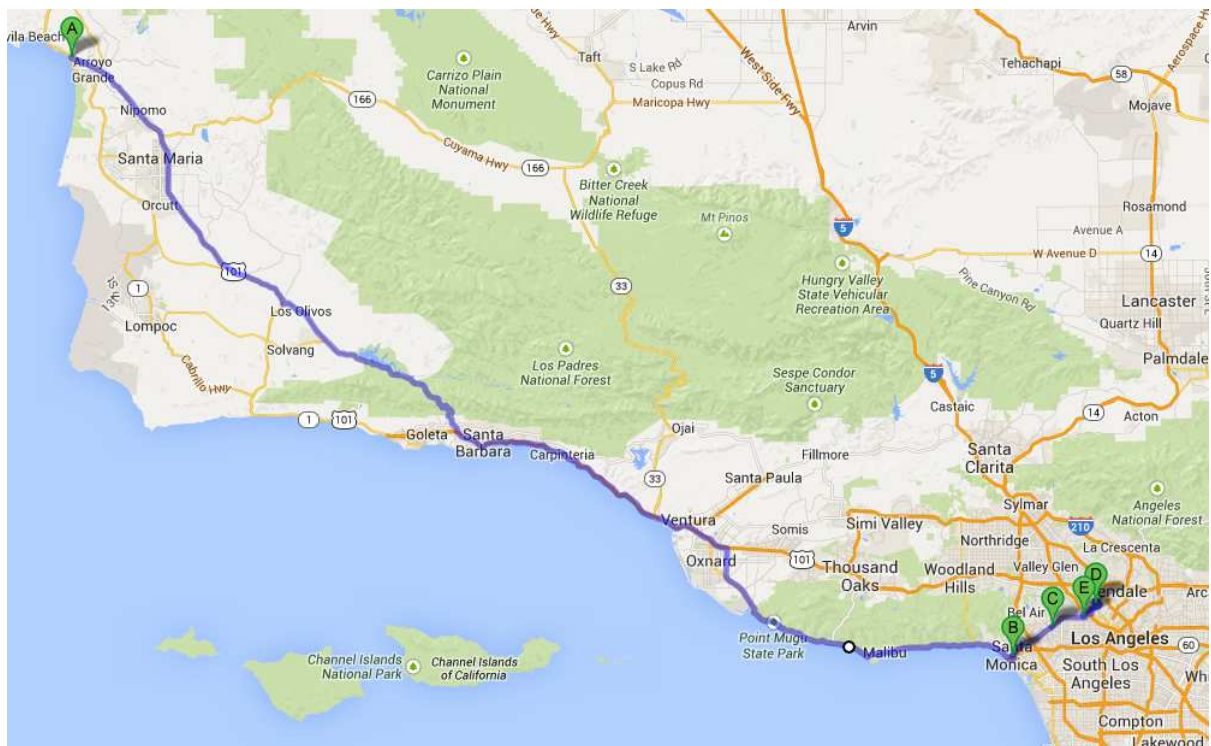 vila Beach
A
Arroyo
Grande
Nipomo
166
Santa Maria
Orcutt
101
1
Lompoc
Los Olivos
Solvang
Cabrillo Hwy
1
101
Goleta
Santa
Barbara
Carpinteria
Carrizo Plain
National
Monument
Taft
S Lake Rd
Copus Rd
Maricopa Hwy
Cuyama Hwy
166
Bitter Creek
National
Wildlife Refuge
Mt Pinos
33
Los Padres
National Forest
Arvin
West-Side Fwy
Tehachapi
58
Mojave
Aerospace Hwy
Rosamond
Avenue A
W Avenue D
14
5
Hungry Valley
State Vehicular
Recreation Area
Pine Canyon Rd
Lancaster
Quartz Hill
Palmdale
Sespe Condor
Sanctuary
5
Castaic
14
Acton
Ojai
Fillmore
Santa
Clarita
33
Santa Paula
Sylmar
Angeles
National Forest
Ventura
Somis
Simi Valley
Northridge
210
La Crescenta
Oxnard
101
Thousand
Oaks
Woodland
Hills
Valley Glen
D
E
endale
Arc
C
Bel Air
B
Los Angeles
60
Point Mugu
State Park
Malibu
Santa
Monica
South Los
Angeles
Whi
Channel Islands
National Park
Channel Islands
of California
Compton
Lakewood